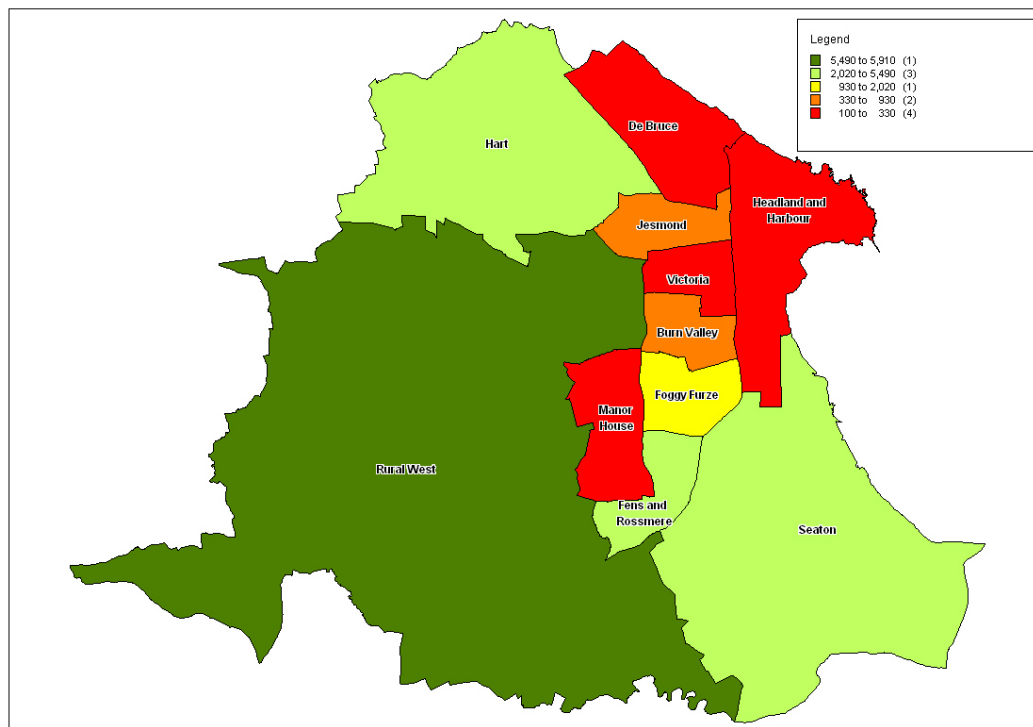 Legend
5,490 to 5,910 (1)
2,020 to 5,490 (3)
930 to 2,020 (1)
330 to 930 (2)
100 to 330 (4)
De Bruce
Hart
Headland and
Harbour
Jesmond
Victoria
Burn Valley
Foggy Furze
Manor
House
Rural West
Fens and
Rossmere
Seaton